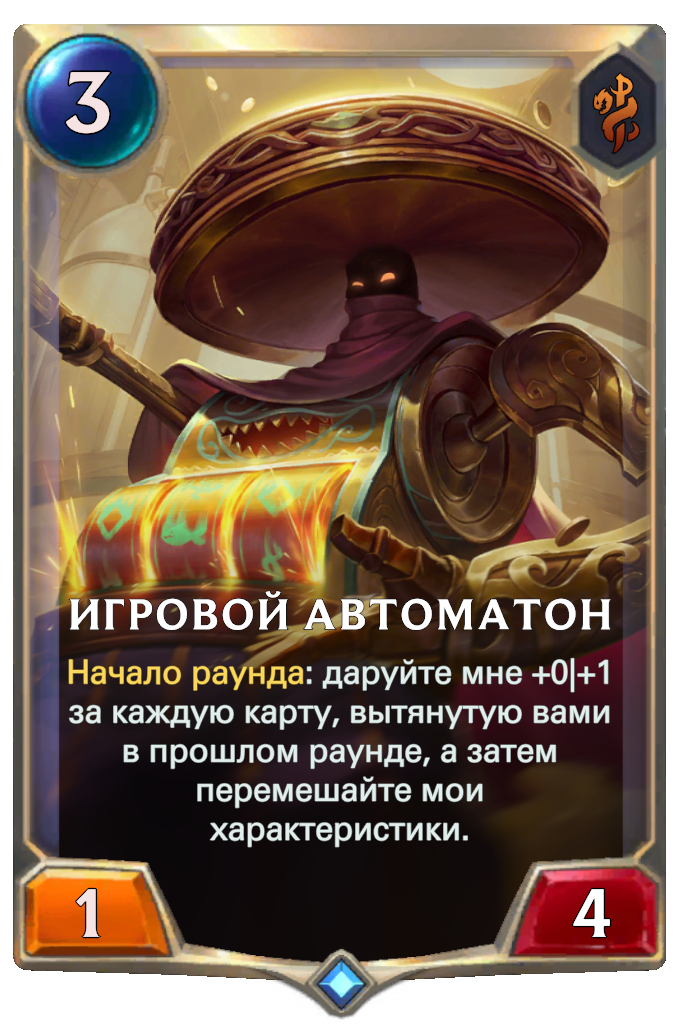 3
ИГРОВОЙ АВТОМАТОН
Начало раунда: даруйте мне +0|+1
за каждую карту, вытянутую вами
в прошлом раунде, а затем
перемешайте мои
характеристики.
1
4